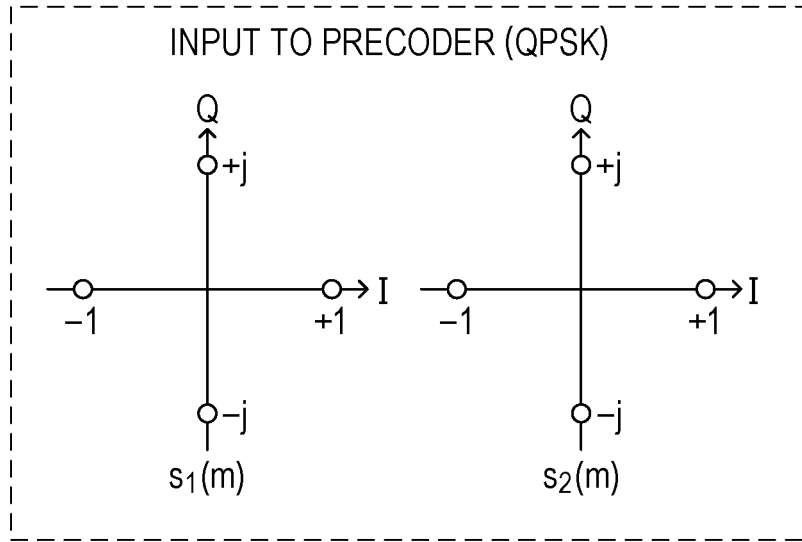 INPUT TO PRECODER (QPSK)
Q
+j
I
–1
+1
–j
s1(m)
Q
+j
I
–1
+1
–j
s2(m)